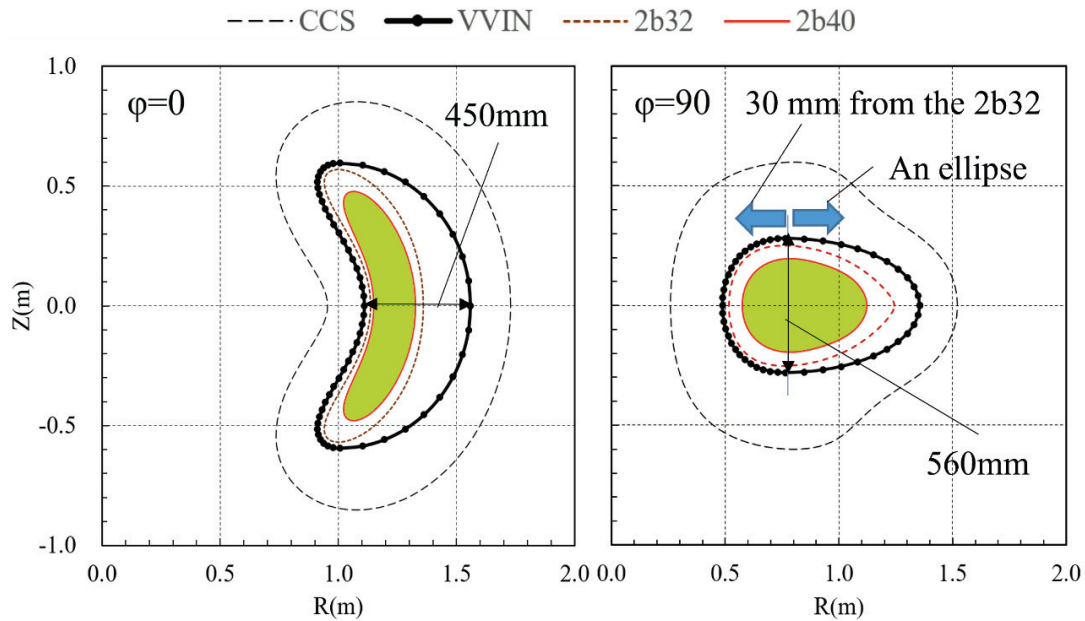 CCS VVIN 2b32 2b40
φ=0
450mm
Z(m)
1.0
0.5
0.0
-0.5
-1.0
0.0 0.5 1.0 1.5 2.0
R(m)
φ=90
30 mm from the 2b32
An ellipse
560mm
0.0 0.5 1.0 1.5 2.0
R(m)